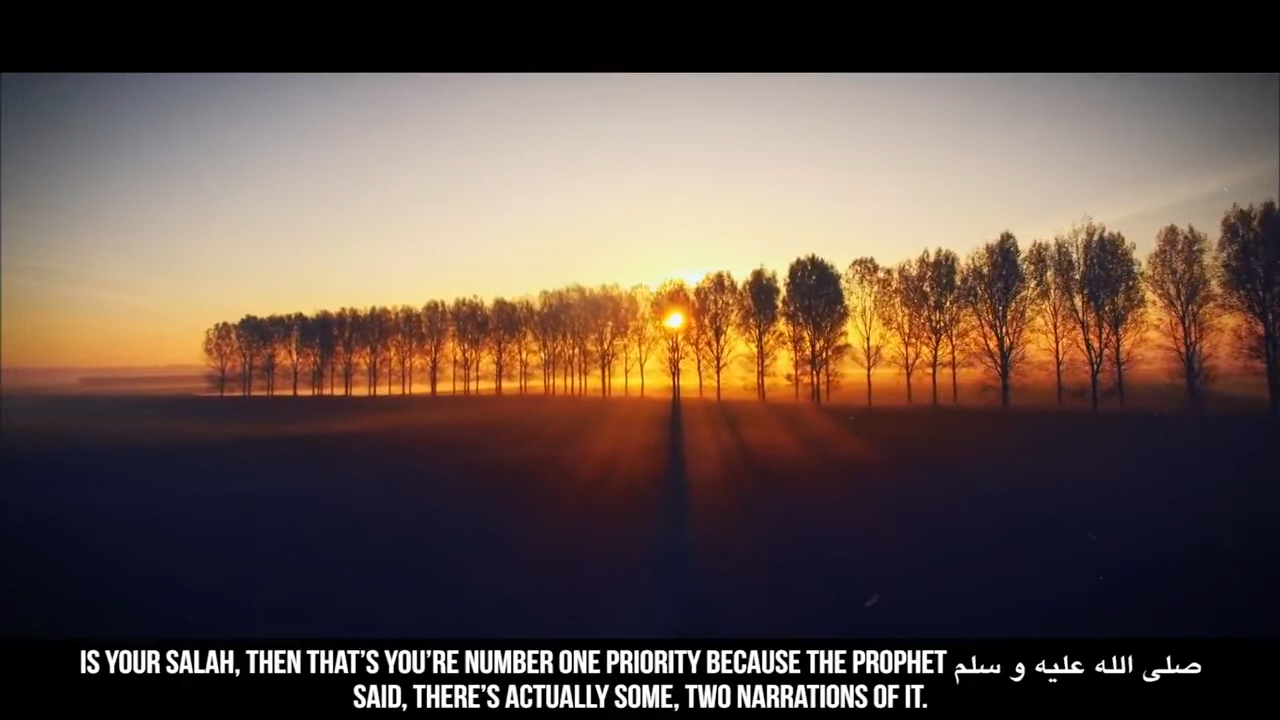 IS YOUR SALAH, THEN THAT'S YOU'RE NUMBER ONE PRIORITY BECAUSE THE PROPHET صلى الله عليه و سلم
SAID, THERE'S ACTUALLY SOME, TWO NARRATIONS OF IT.